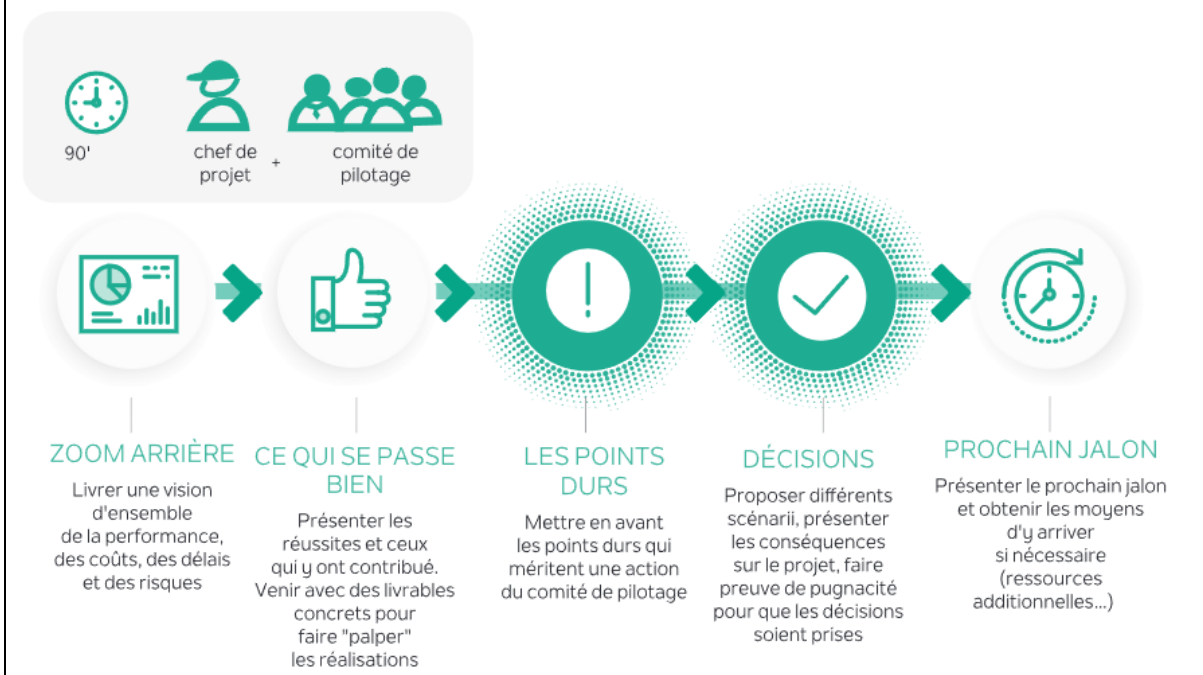 90'
chef de
projet
+
comité de
pilotage
ZOOM ARRIÈRE
Livrer une vision
d'ensemble
de la performance,
des coûts, des délais
et des risques
CE QUI SE PASSE
BIEN
Présenter les
réussites et ceux
qui y ont contribué.
Venir avec des livrables
concrets pour
faire "palper"
les réalisations
LES POINTS
DURS
Mettre en avant
les points durs qui
méritent une action
du comité de pilotage
DÉCISIONS
Proposer différents
scénarii, présenter
les conséquences
sur le projet, faire
preuve de pugnacité
pour que les décisions
soient prises
PROCHAIN JALON
Présenter le prochain jalon
et obtenir les moyens
d'y arriver
si nécessaire
(ressources
additionnelles...)